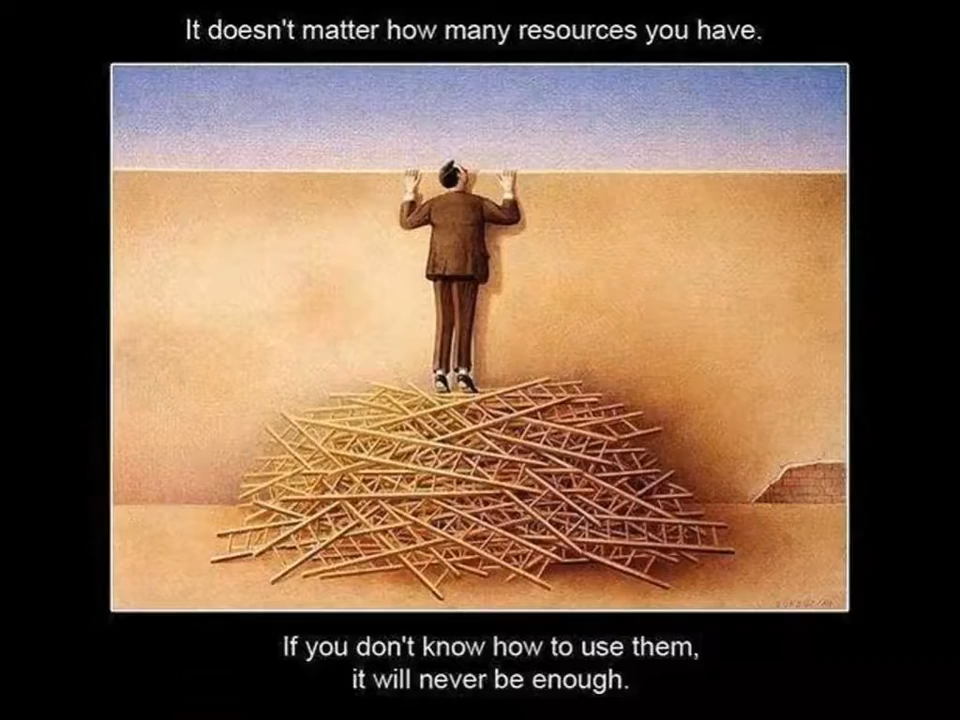 It doesn't matter how many resources you have.
If you don't know how to use them,
it will never be enough.